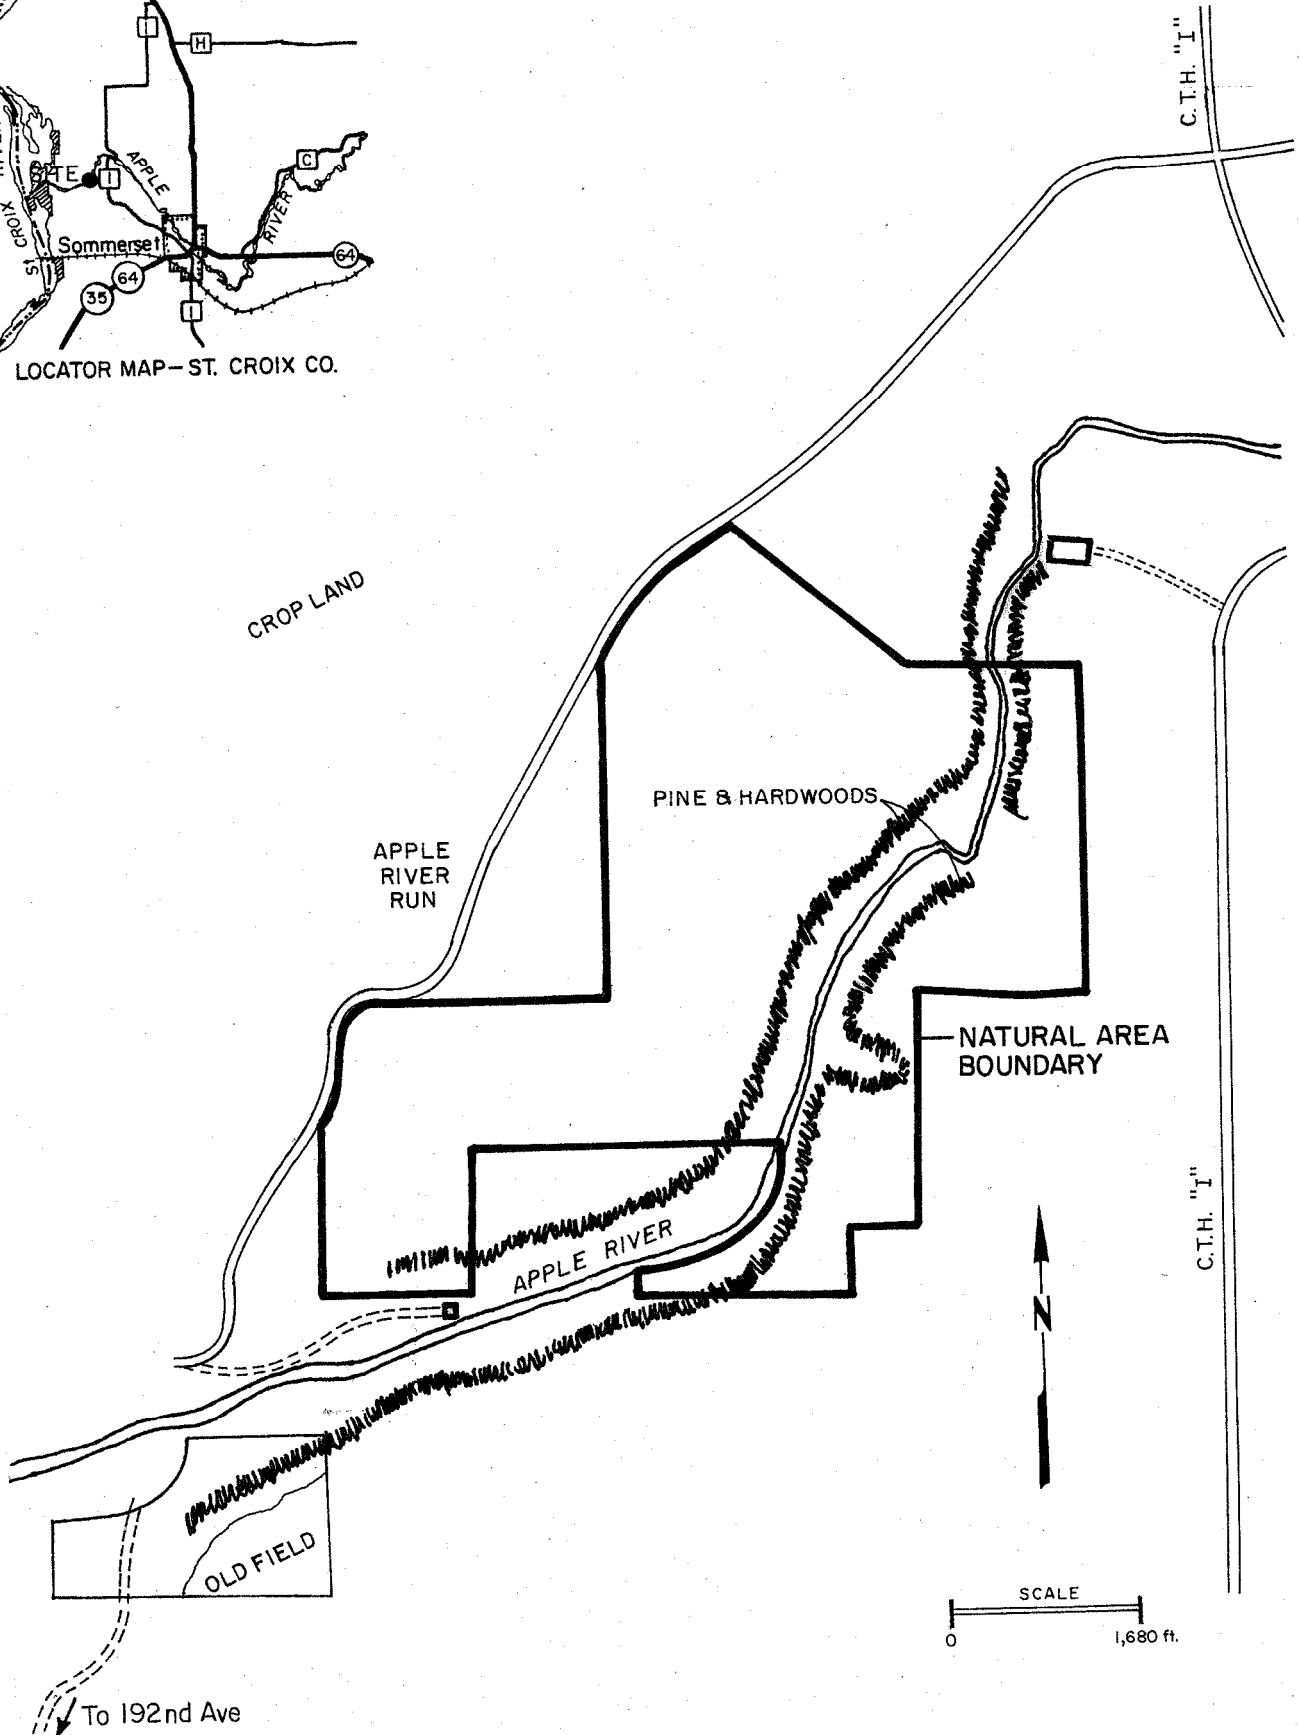 I
H
C.T.H. "I"
APPLE
C
SITE
I
RIVER
ST CROIX
Sommerset
64
64
35
I
LOCATOR MAP-ST. CROIX CO.
CROP LAND
PINE & HARDWOODS
APPLE
RIVER
RUN
NATURAL AREA
BOUNDARY
C.T.H. "I"
APPLE RIVER
N
OLD FIELD
SCALE
0
1,680 ft.
To 192nd Ave